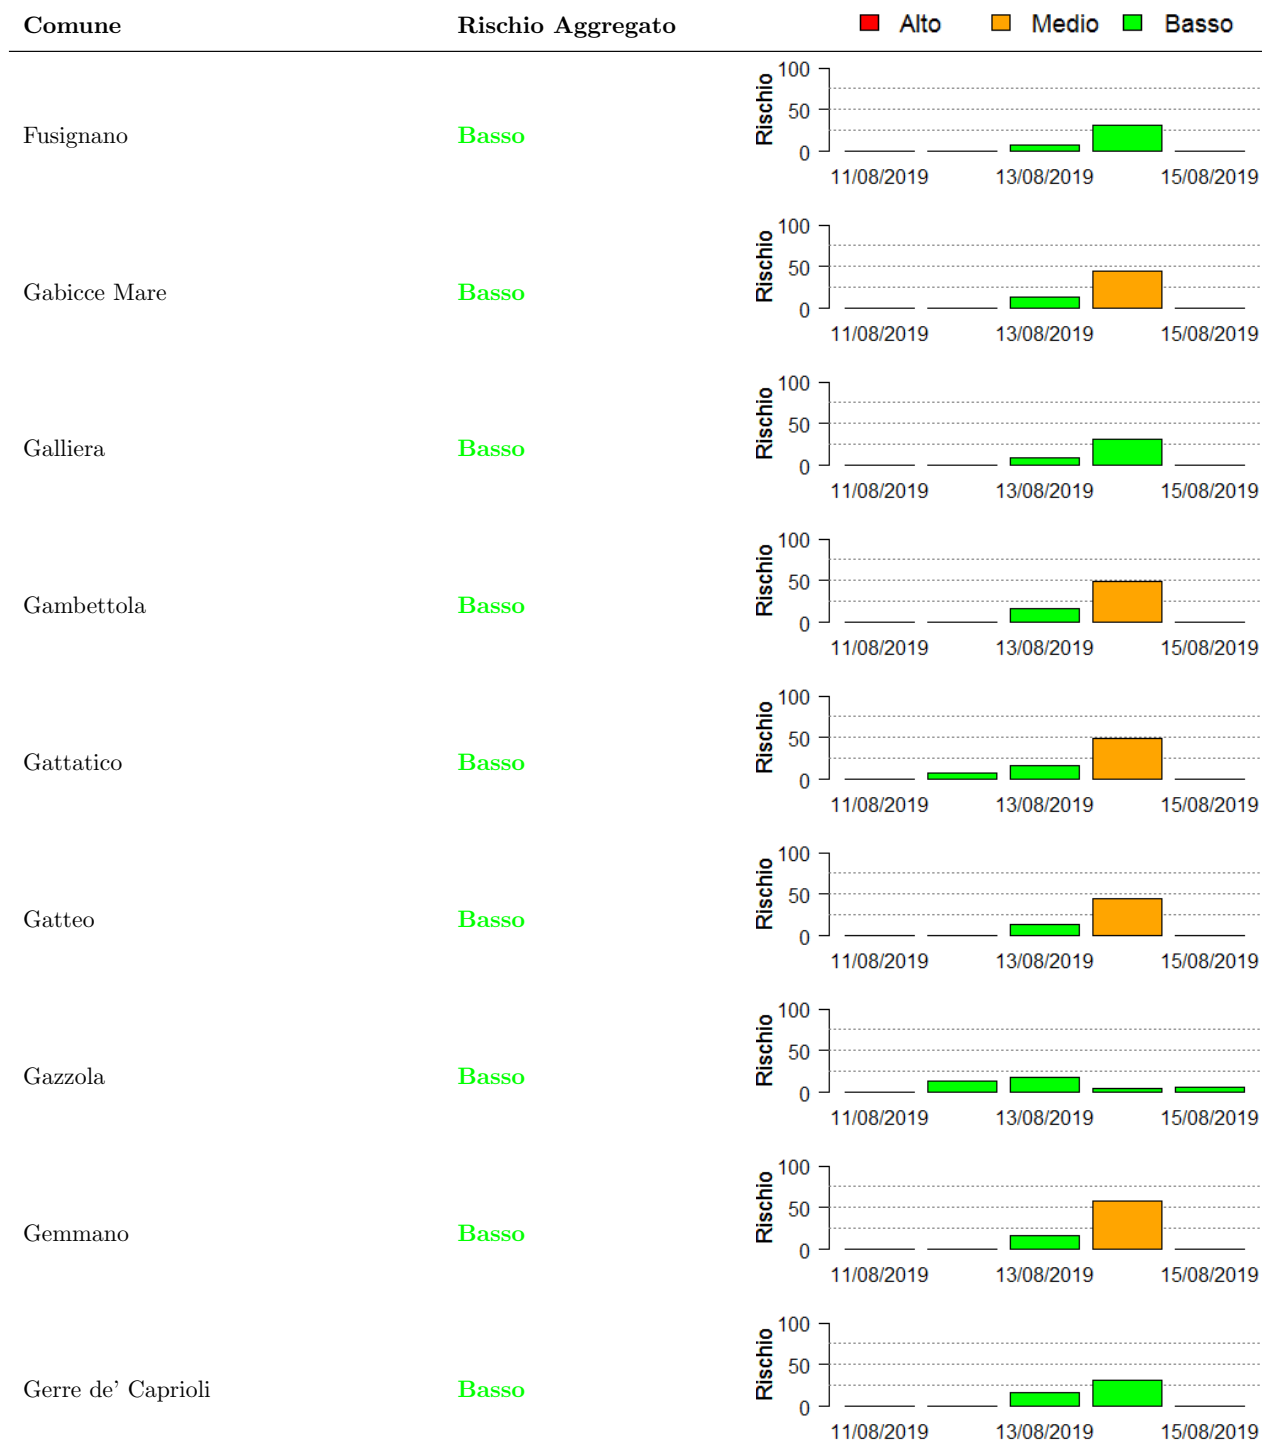 Comune Rischio Aggregato Alto Medio Basso
Fusignano Basso
Rischio
100
50
0
11/08/2019 13/08/2019 15/08/2019
Gabicce Mare Basso
Rischio
100
50
0
11/08/2019 13/08/2019 15/08/2019
Galliera Basso
Rischio
100
50
0
11/08/2019 13/08/2019 15/08/2019
Gambettola Basso
Rischio
100
50
0
11/08/2019 13/08/2019 15/08/2019
Gattatico Basso
Rischio
100
50
0
11/08/2019 13/08/2019 15/08/2019
Gatteo Basso
Rischio
100
50
0
11/08/2019 13/08/2019 15/08/2019
Gazzola Basso
Rischio
100
50
0
11/08/2019 13/08/2019 15/08/2019
Gemmano Basso
Rischio
100
50
0
11/08/2019 13/08/2019 15/08/2019
Gerre de’ Caprioli Basso
Rischio
100
50
0
11/08/2019 13/08/2019 15/08/2019